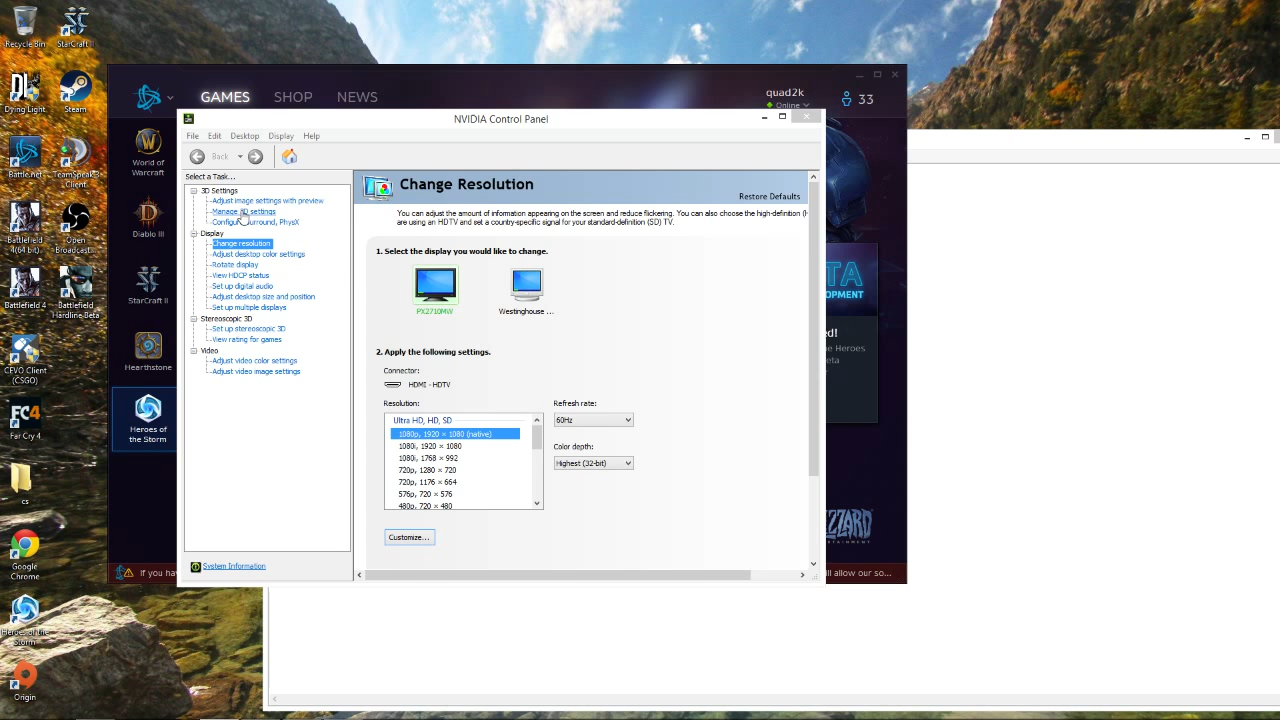 Recycle Bin
StarCraft II
Dying Light
Steam
Battle.net
TeamSpeak 3
Client
Battlefield
4(64 bit)
Open
Broadcast...
Battlefield 4
Battlefield
Hardline Beta
CEVO Client
(CSGO)
FC4
Far Cry 4
cs
Google
Chrome
Heroes of the
Storm
Origin
GAMES
SHOP
NEWS
quad2k
Online
33
World of
Warcraft
Diablo III
StarCraft II
Hearthstone
Heroes of
the Storm
If you ha
NVIDIA Control Panel
File
Edit
Desktop
Display
Help
Back
Select a Task...
3D Settings
Adjust image settings with preview
Manage 3D settings
Configure Surround, PhysX
Display
Change resolution
Adjust desktop color settings
Rotate display
View HDCP status
Set up digital audio
Adjust desktop size and position
Set up multiple displays
Stereoscopic 3D
Set up stereoscopic 3D
View rating for games
Video
Adjust video color settings
Adjust video image settings
System Information
Change Resolution
Restore Defaults
You can adjust the amount of information appearing on the screen and reduce flickering. You can also choose the high-definition (H
are using an HDTV and set a country-specific signal for your standard-definition (SD) TV.
1. Select the display you would like to change.
PX2710MW
Westinghouse ...
2. Apply the following settings.
Connector:
HDMI - HDTV
Resolution:
Ultra HD, HD, SD
1080p, 1920 × 1080 (native)
1080i, 1920 × 1080
1080i, 1768 × 992
720p, 1280 × 720
720p, 1176 × 664
576p, 720 × 576
480p, 720 × 480
Refresh rate:
60Hz
Color depth:
Highest (32-bit)
Customize...
TA
OPMENT
d!
e Heroes
eta
BLIZZARD
ENTERTAINMENT
ill allow our so...